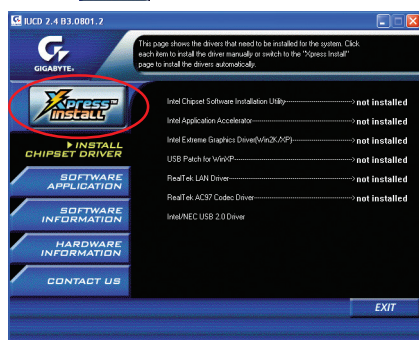 IUCD 2.4 B3.0801.2
GIGABYTE
This page shows the drivers that need to be installed for the system. Click
each item to install the driver manually or switch to the "Xpress Install"
page to install the drivers automatically.
Xpress™
Install
INSTALL
CHIPSET DRIVER
SOFTWARE
APPLICATION
SOFTWARE
INFORMATION
HARDWARE
INFORMATION
CONTACT US
Intel Chipset Software Installation Utility----> not installed
Intel Application Accelerator----> not installed
Intel Extreme Graphics Driver(Win2K/XP)----> not installed
USB Patch for WinXP----> not installed
RealTek LAN Driver----> not installed
RealTek AC97 Codec Driver----> not installed
Intel/NEC USB 2.0 Driver
EXIT